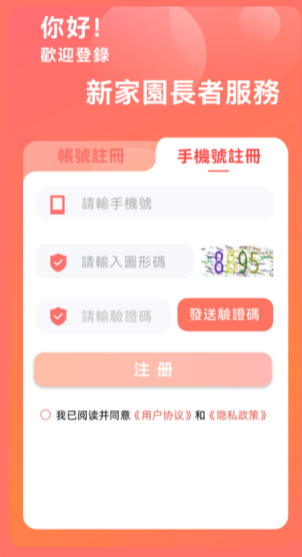 你好!
歡迎登錄
新家園長者服務
帳號註冊
手機號註冊
請輸手機號
請輸入圖形碼
8895
請輸驗證碼
發送驗證碼
注 册
我已阅读并同意《用户协议》和《隐私政策》